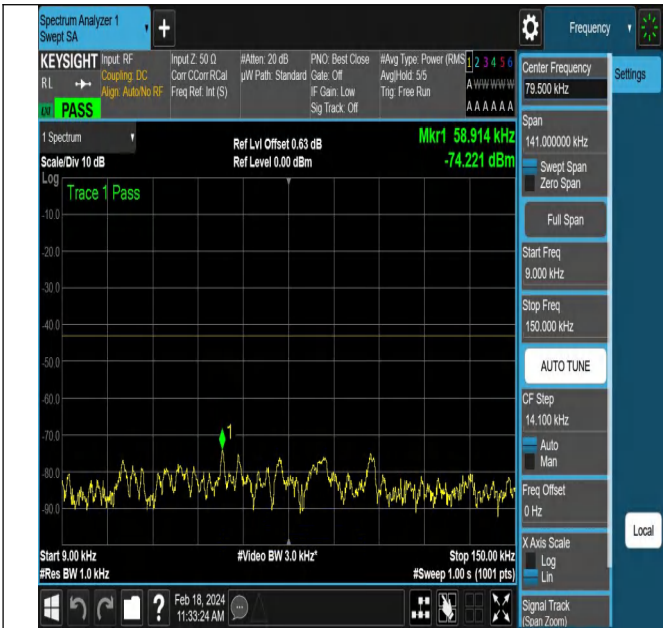 Spectrum Analyzer 1
Swept SA
+
Frequency
KEYSIGHT
RL
PASS
Input: RF
Coupling: DC
Align: Auto/No RF
Input Z: 50 Ω
Corr CCorr RCal
Freq Ref: Int (S)
#Atten: 20 dB
µW Path: Standard
PNO: Best Close
Gate: Off
IF Gain: Low
Sig Track: Off
#Avg Type: Power (RMS
Avg|Hold: 5/5
Trig: Free Run
1 2 3 4 5 6
A W W W W W
A A A A A A
1 Spectrum
Scale/Div 10 dB
Log
Ref Lvl Offset 0.63 dB
Ref Level 0.00 dBm
Mkr1 58.914 kHz
-74.221 dBm
Trace 1 Pass
-10.0
-20.0
-30.0
-40.0
-50.0
-60.0
-70.0
-80.0
-90.0
1
Start 9.00 kHz
#Res BW 1.0 kHz
#Video BW 3.0 kHz*
Stop 150.00 kHz
#Sweep 1.00 s (1001 pts)
Center Frequency
79.500 kHz
Settings
Span
141.000000 kHz
Swept Span
Zero Span
Full Span
Start Freq
9.000 kHz
Stop Freq
150.000 kHz
AUTO TUNE
CF Step
14.100 kHz
Auto
Man
Freq Offset
0 Hz
X Axis Scale
Log
Lin
Local
Signal Track
(Span Zoom)
?
Feb 18, 2024
11:33:24 AM